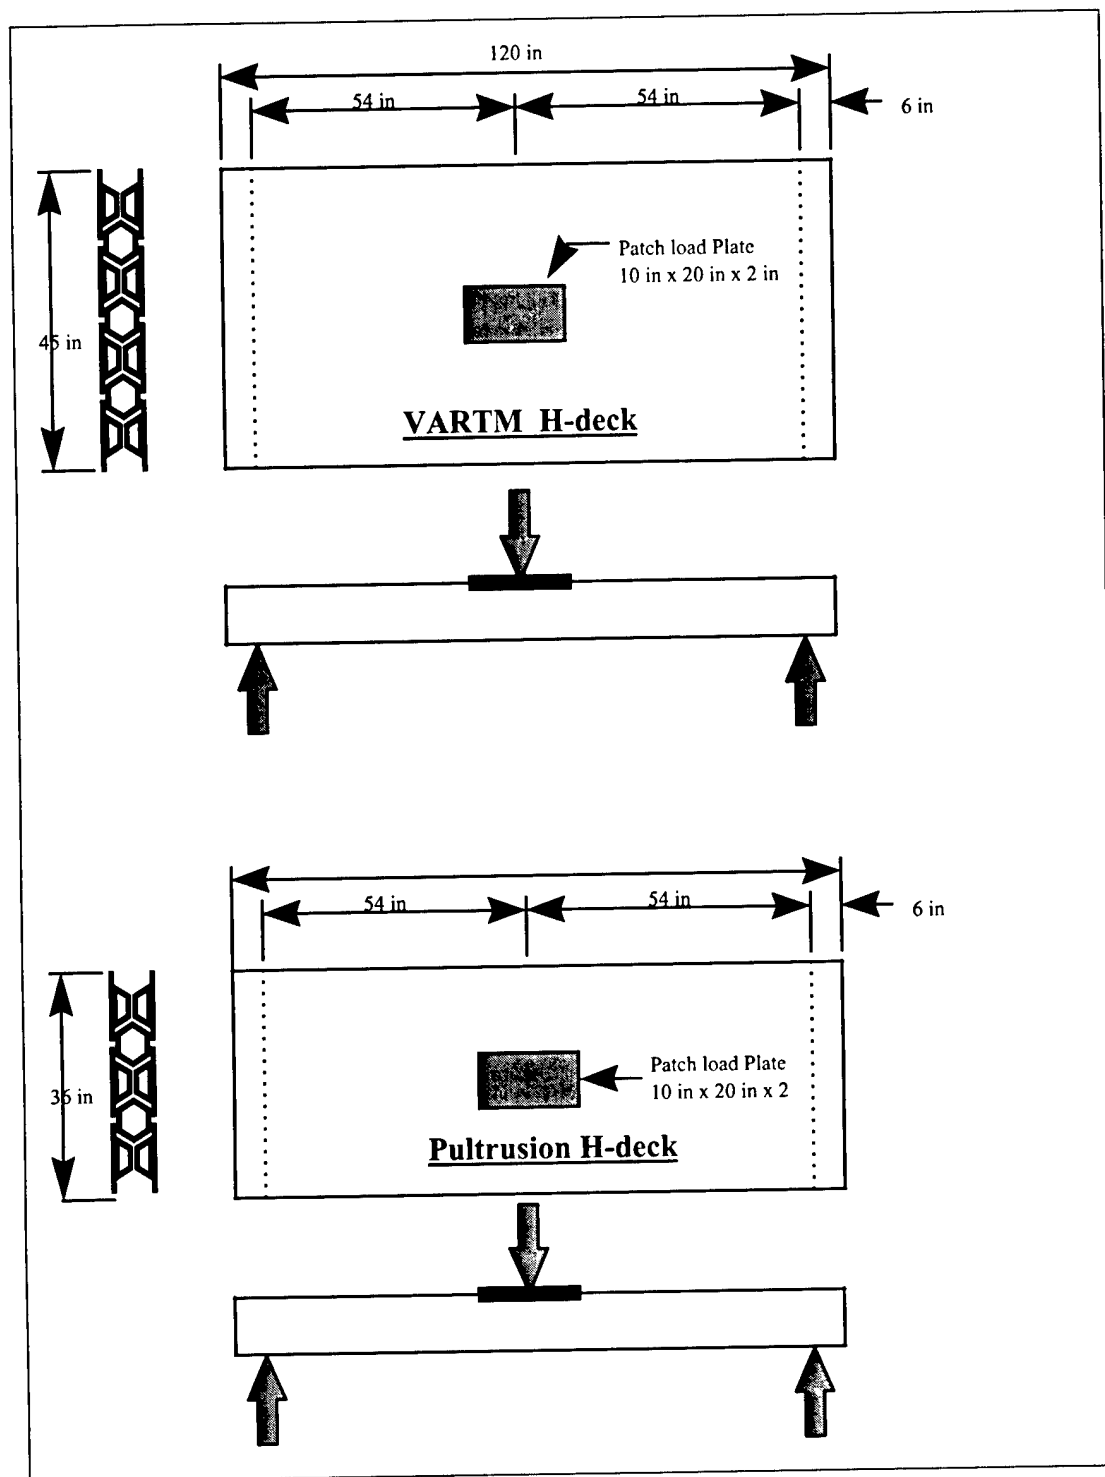 120 in
54 in
54 in
6 in
Patch load Plate
10 in x 20 in x 2 in
45 in
VARTM H-deck
54 in
54 in
6 in
Patch load Plate
10 in x 20 in x 2
36 in
Pultrusion H-deck